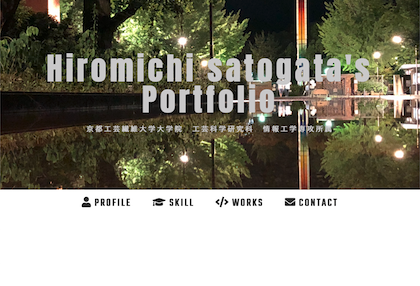 Hiromichi satogata's
Portfolio
京都工芸繊維大学大学院　工芸科学研究科　情報工学専攻所属
PROFILE
SKILL
WORKS
CONTACT